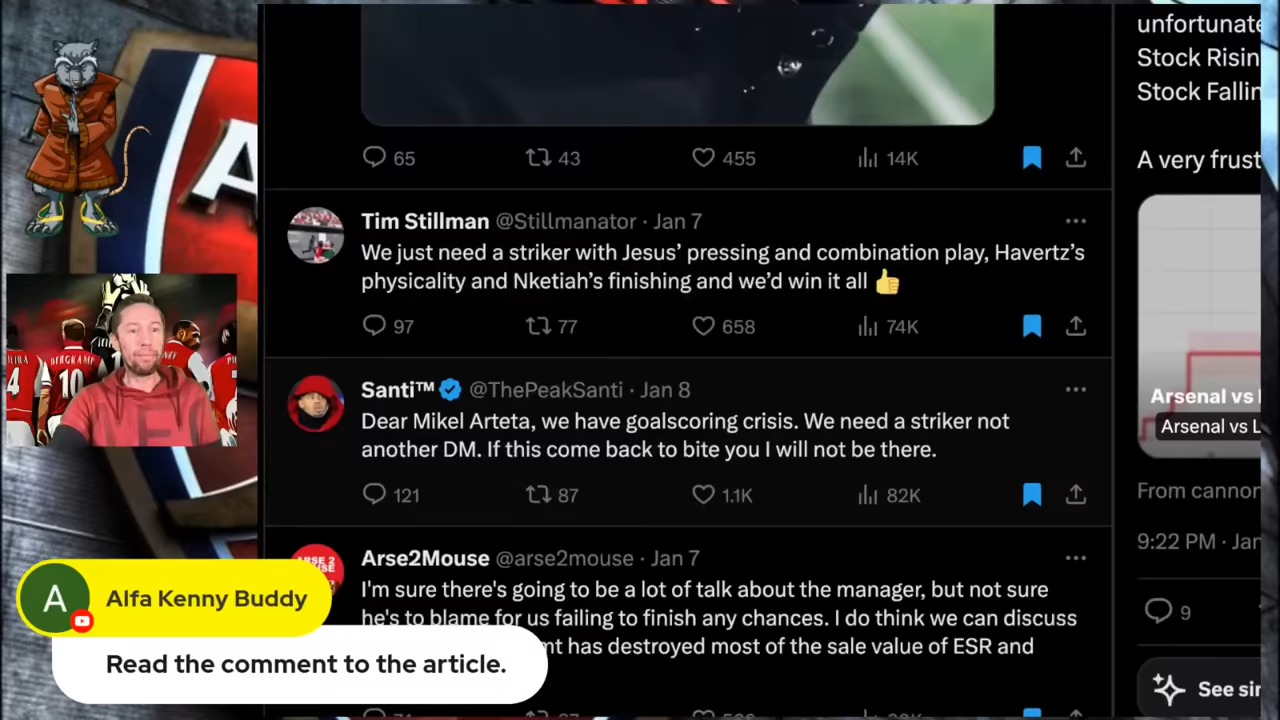 unfortunate
Stock Risin
Stock Fallin
65 43 455 14K
A very frust
Tim Stillman @Stillmanator · Jan 7
We just need a striker with Jesus' pressing and combination play, Havertz's
physicality and Nketiah's finishing and we'd win it all 👍
97 77 658 74K
4 BERGKAMP
10
Santi™ @ThePeakSanti · Jan 8
Dear Mikel Arteta, we have goalscoring crisis. We need a striker not
another DM. If this come back to bite you I will not be there.
121 87 1.1K 82K
Arsenal vs
Arsenal vs L
From cannon
9:22 PM · Jan
9
See sin
Arse2Mouse @arse2mouse · Jan 7
I'm sure there's going to be a lot of talk about the manager, but not sure
he's to blame for us failing to finish any chances. I do think we can discuss
nt has destroyed most of the sale value of ESR and
A Alfa Kenny Buddy
Read the comment to the article.